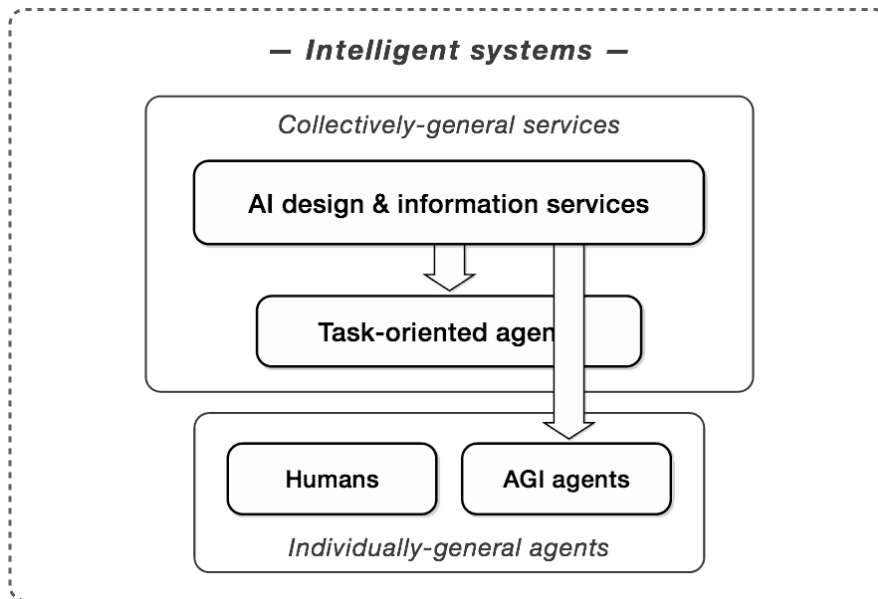 — Intelligent systems —
Collectively-general services
AI design & information services
Task-oriented agen
Humans
AGI agents
Individually-general agents